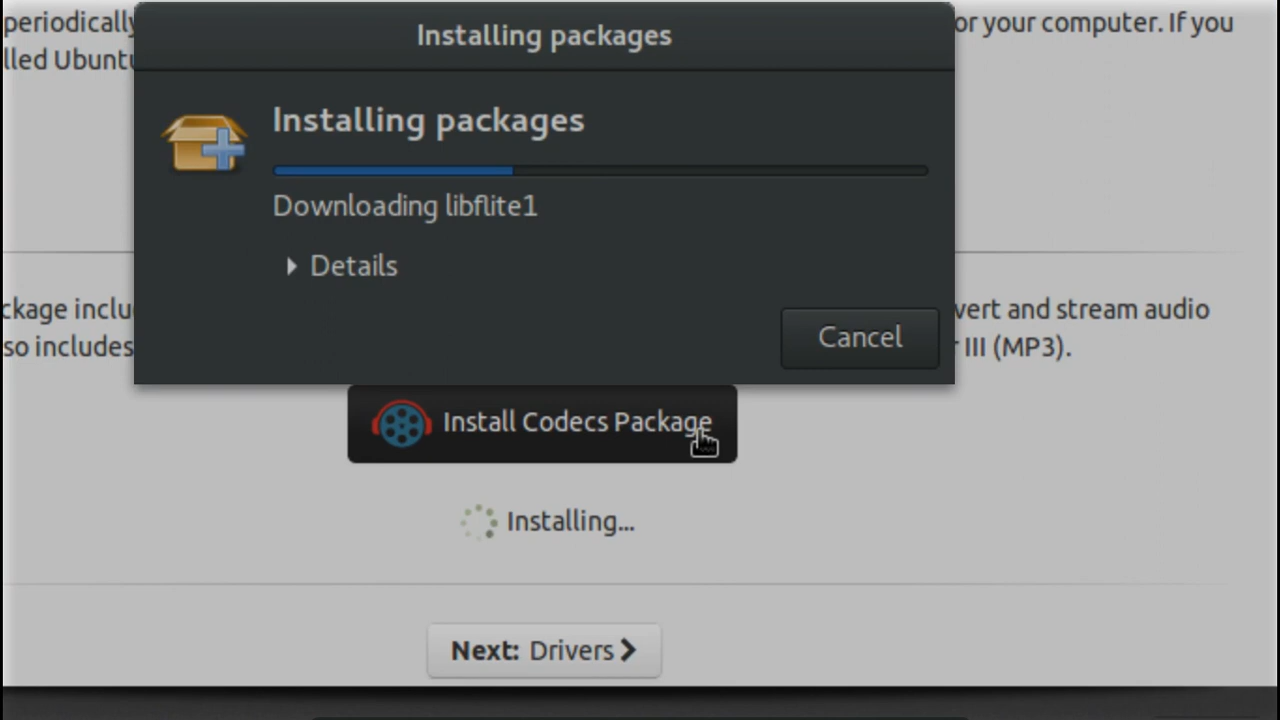 Installing packages
periodically
or your computer. If you
lled Ubuntu
Installing packages
Downloading libflite1
Details
Cancel
ckage
vert and stream audio
so includes
III (MP3).
Install Codecs Package
Installing...
Next: Drivers